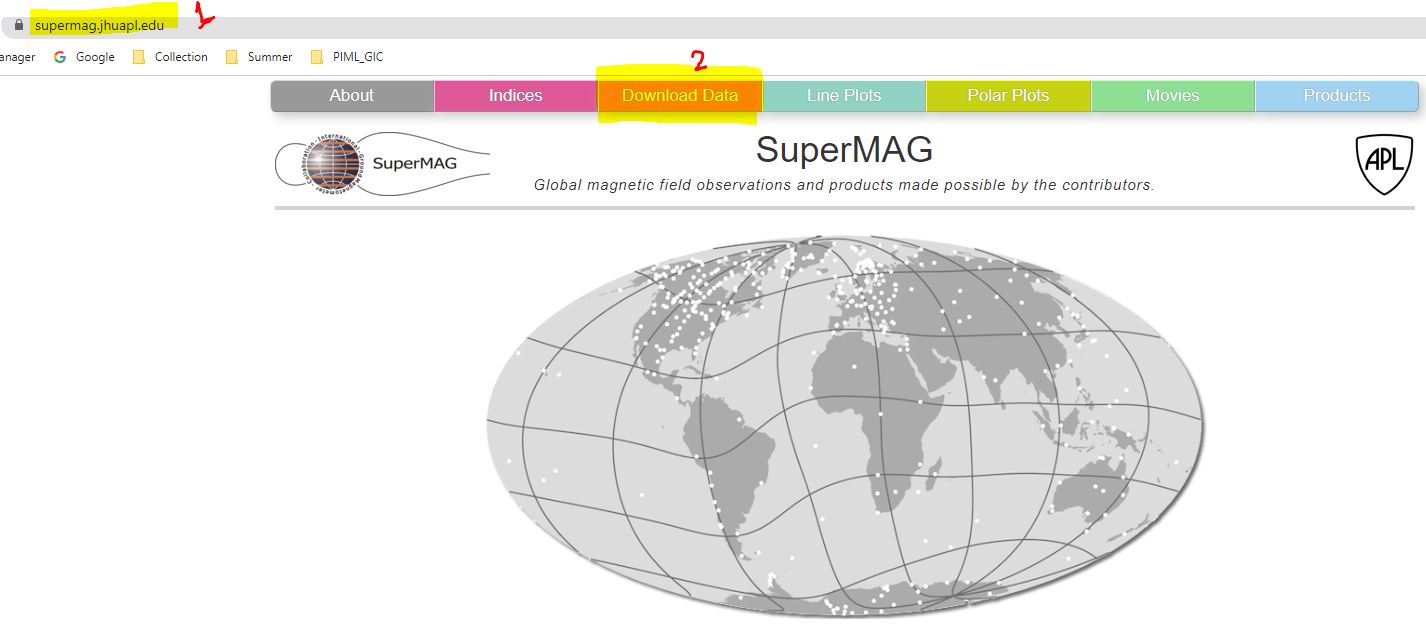 supermag.jhuapl.edu 1
anager Google Collection Summer PIML_GIC
2
About Indices Download Data Line Plots Polar Plots Movies Products
SuperMAG
SuperMAG
APL
Global magnetic field observations and products made possible by the contributors.